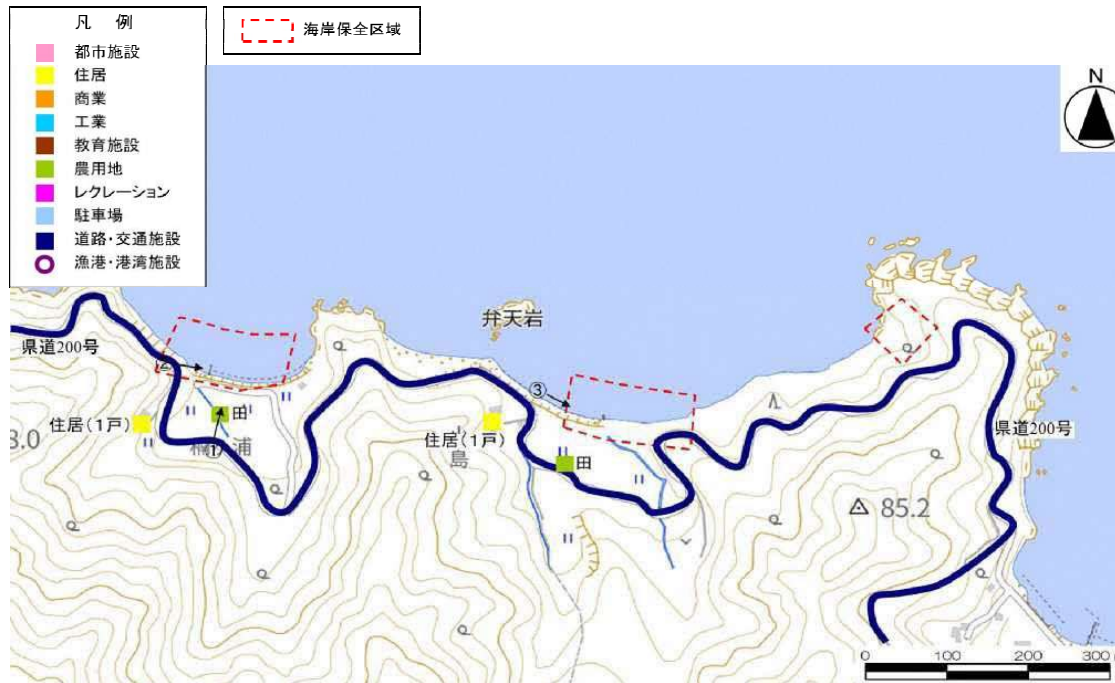 凡 例
都市施設
住居
商業
工業
教育施設
農用地
レクレーション
駐車場
道路・交通施設
漁港・港湾施設
海岸保全区域
N
弁天岩
県道200号
②
③
田
住居(1戸)
3.0
①
浦
住居(1戸)
島
田
県道200号
85.2
0 100 200 300